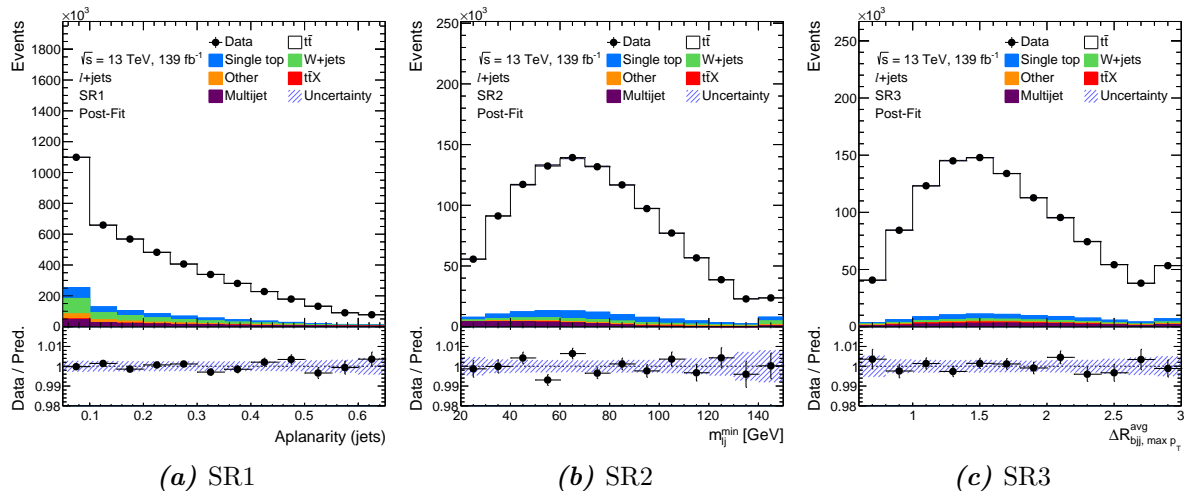 ×10³
Events
1800
1600
1400
1200
1000
800
600
400
200
0
√s = 13 TeV, 139 fb⁻¹
l+jets
SR1
Post-Fit
Data
tt̄
Single top
W+jets
Other
tt̄X
Multijet
Uncertainty
Data / Pred.
1.01
1
0.99
0.98
0.1 0.2 0.3 0.4 0.5 0.6
Aplanarity (jets)
(a) SR1
×10³
Events
250
200
150
100
50
0
√s = 13 TeV, 139 fb⁻¹
l+jets
SR2
Post-Fit
Data
tt̄
Single top
W+jets
Other
tt̄X
Multijet
Uncertainty
Data / Pred.
1.01
1
0.99
0.98
20 40 60 80 100 120 140
m_lj^min [GeV]
(b) SR2
×10³
Events
250
200
150
100
50
0
√s = 13 TeV, 139 fb⁻¹
l+jets
SR3
Post-Fit
Data
tt̄
Single top
W+jets
Other
tt̄X
Multijet
Uncertainty
Data / Pred.
1.01
1
0.99
0.98
1 1.5 2 2.5 3
ΔR_bjj, max p_T^avg
(c) SR3